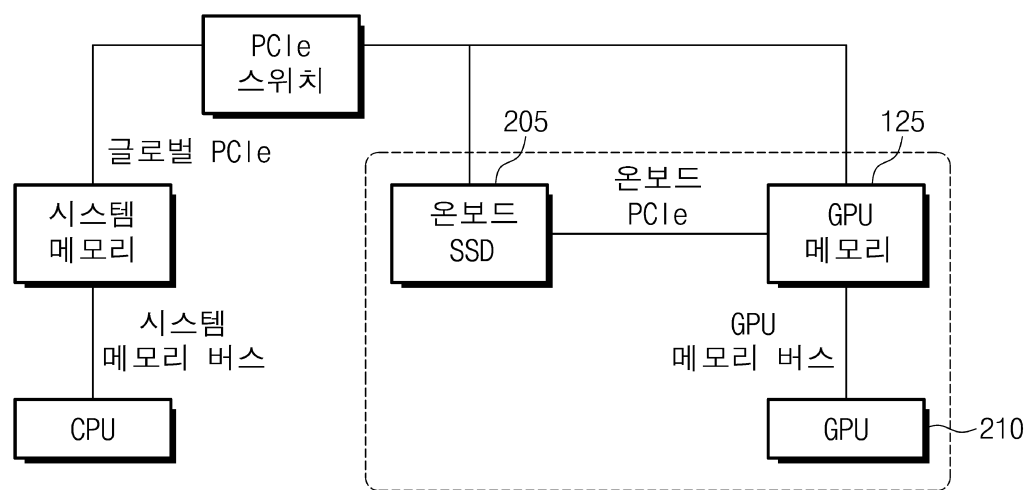 PCIe
스위치
글로벌 PCIe
205
125
시스템
메모리
온보드
SSD
온보드
PCIe
GPU
메모리
시스템
메모리 버스
GPU
메모리 버스
CPU
GPU
210